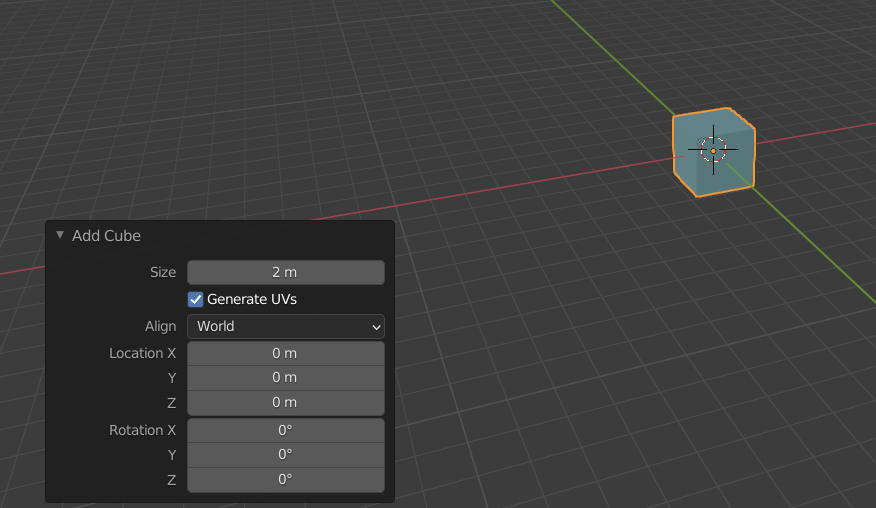 Add Cube
Size 2 m
Generate UVs
Align World
Location X 0 m
Y 0 m
Z 0 m
Rotation X 0°
Y 0°
Z 0°